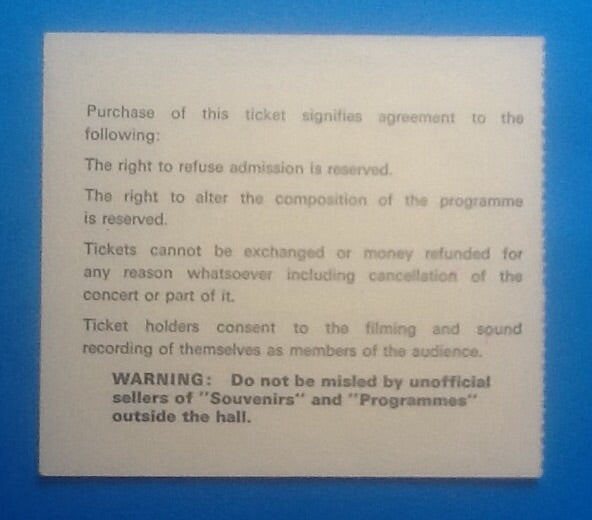 Purchase of this ticket signifies agreement to the
following:
The right to refuse admission is reserved.
The right to alter the composition of the programme
is reserved.
Tickets cannot be exchanged or money refunded for
any reason whatsoever including cancellation of the
concert or part of it.
Ticket holders consent to the filming and sound
recording of themselves as members of the audience.
WARNING: Do not be misled by unofficial
sellers of "Souvenirs" and "Programmes"
outside the hall.